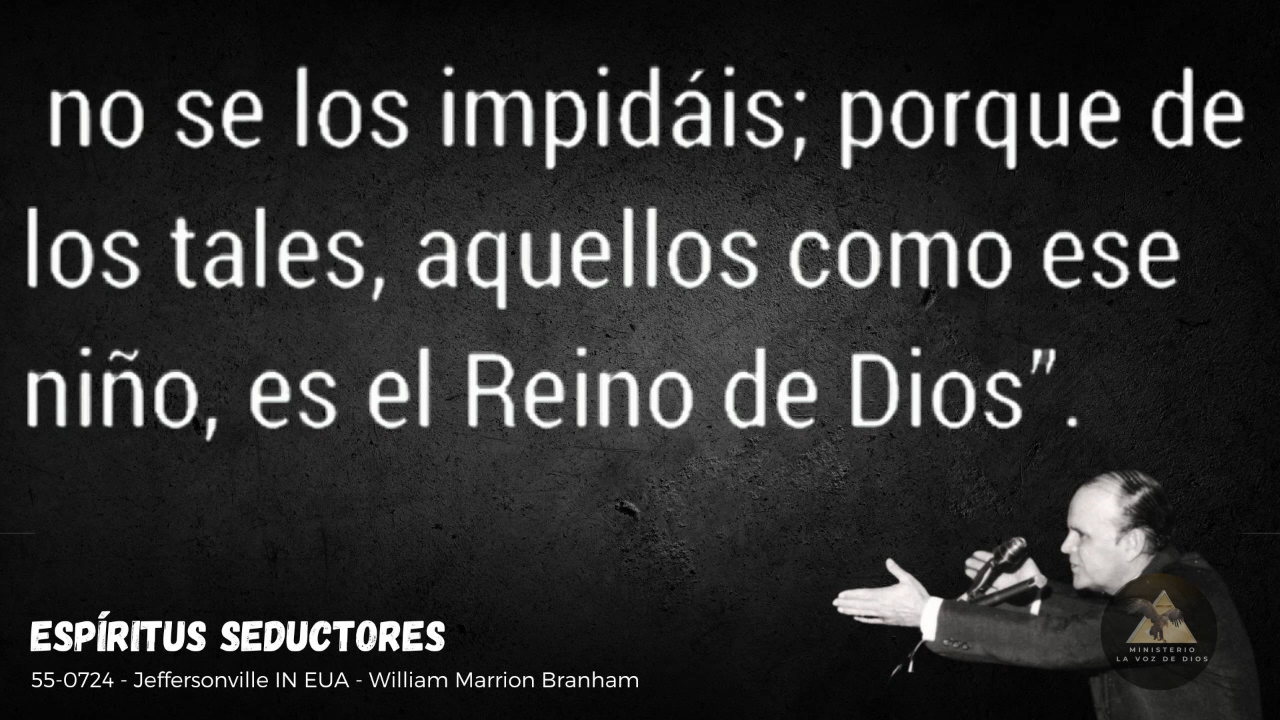 no se los impidáis; porque de
los tales, aquellos como ese
niño, es el Reino de Dios”.
ESPÍRITUS SEDUCTORES
55-0724 - Jeffersonville IN EUA - William Marrion Branham
MINISTERIO
LA VOZ DE DIOS